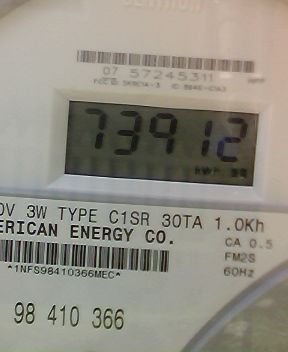 CENTRON
07 57245311
73912
0V 3W TYPE C1SR 30TA 1.0Kh
ERICAN ENERGY CO.
CA 0.5
FM2S
60Hz
*1NFS98410366MEC*
98 410 366